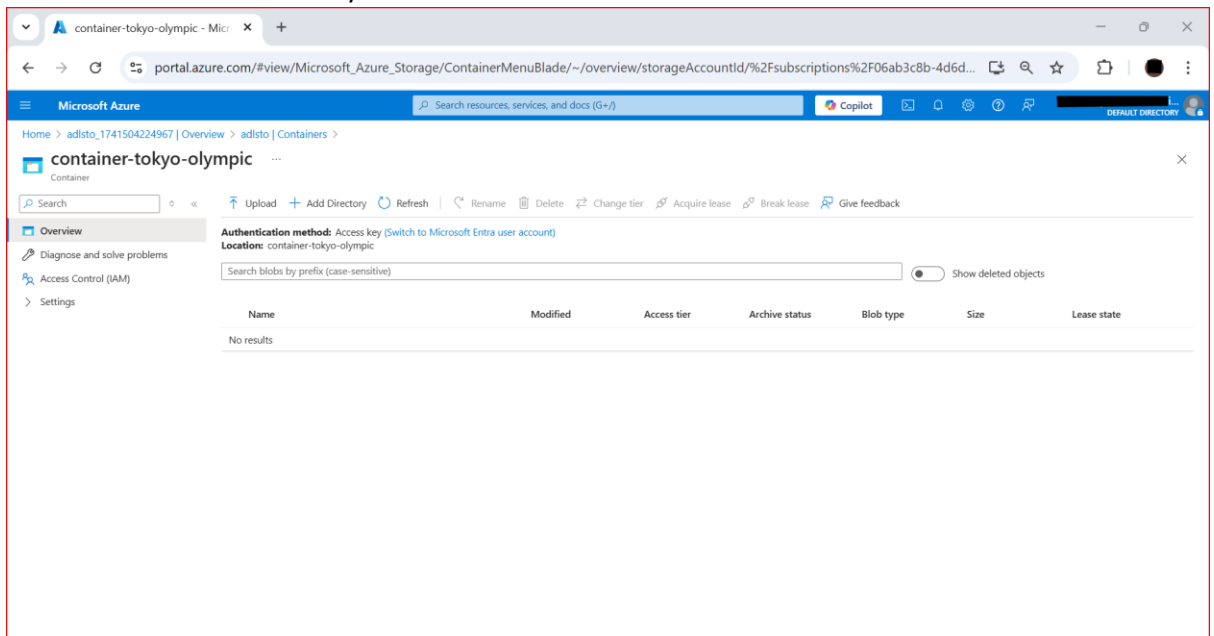 container-tokyo-olympic - Micr
portal.azure.com/#view/Microsoft_Azure_Storage/ContainerMenuBlade/~/overview/storageAccountId/%2Fsubscriptions%2F06ab3c8b-4d6d...
Microsoft Azure
Search resources, services, and docs (G+/)
Copilot
DEFAULT DIRECTORY
Home > adlsto_1741504224967 | Overview > adlsto | Containers >
container-tokyo-olympic ...
Container
Search
Upload + Add Directory Refresh Rename Delete Change tier Acquire lease Break lease Give feedback
Overview
Diagnose and solve problems
Access Control (IAM)
> Settings
Authentication method: Access key (Switch to Microsoft Entra user account)
Location: container-tokyo-olympic
Search blobs by prefix (case-sensitive)
Show deleted objects
Name Modified Access tier Archive status Blob type Size Lease state
No results